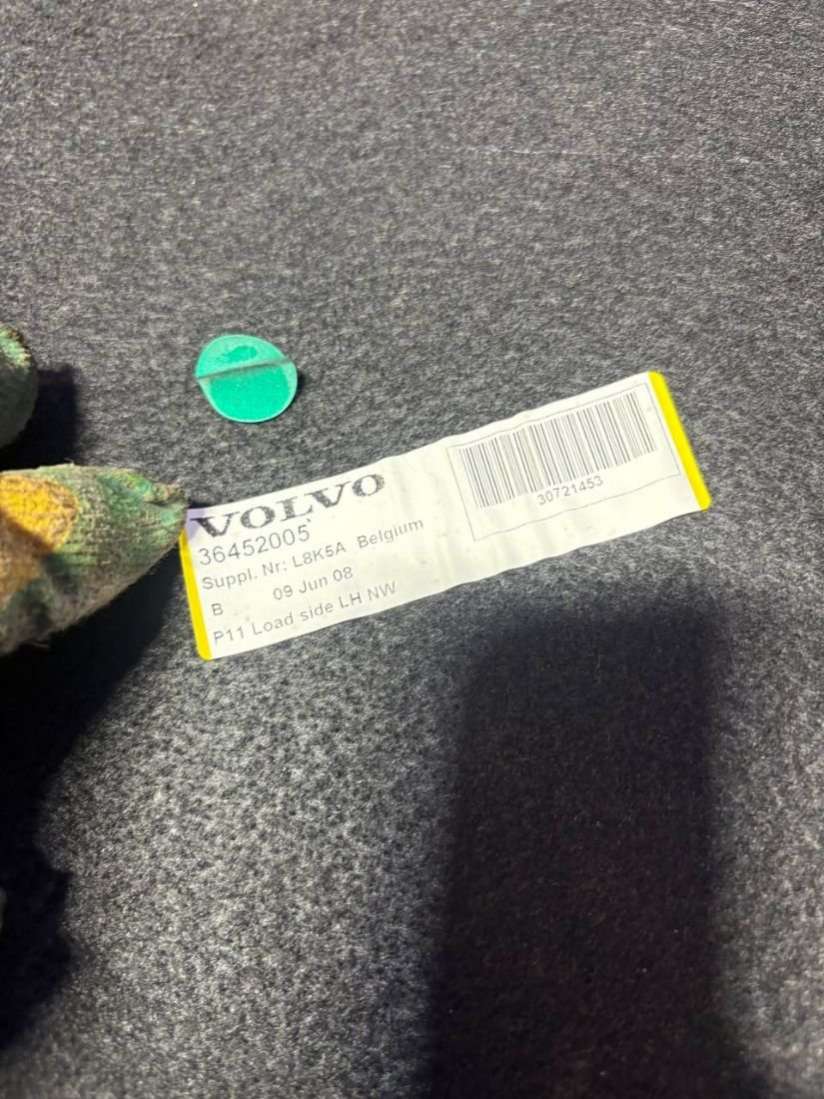 VOLVO
36452005
Suppl. Nr: L8K5A Belgium
B 09 Jun 08
P11 Load side LH NW
30721453